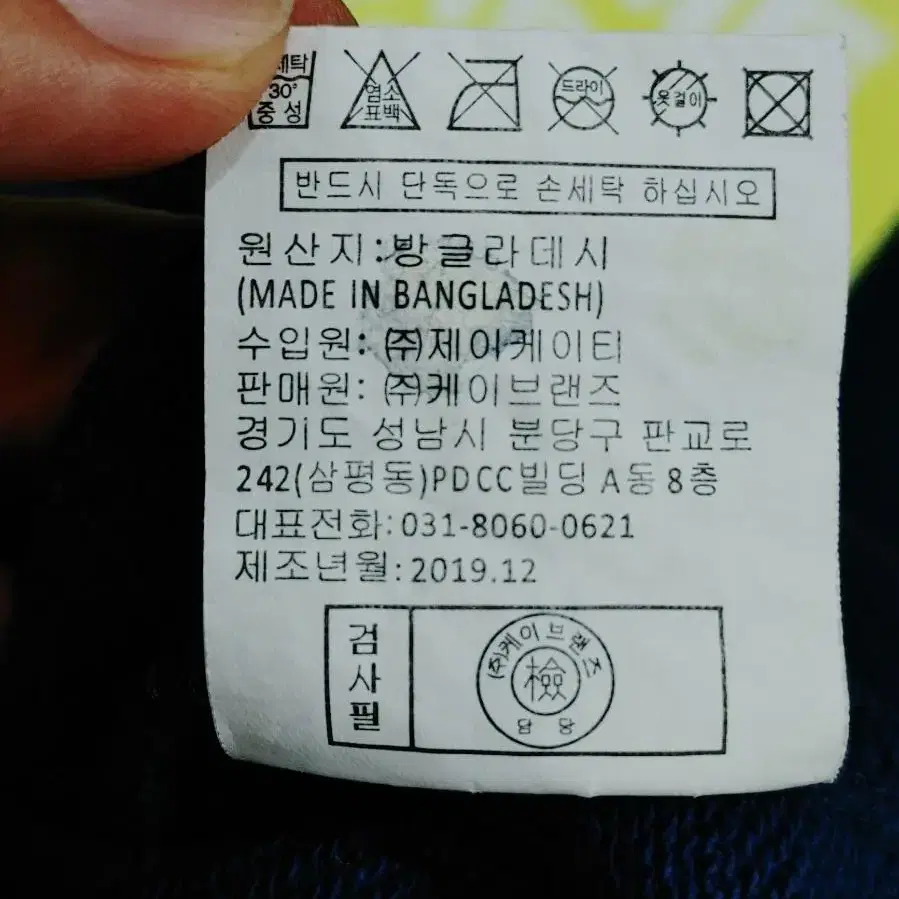 세탁
30°
중성
염소
표백
드라이
옷걸이
반드시 단독으로 손세탁 하십시오
원산지:방글라데시
(MADE IN BANGLADESH)
수입원: ㈜제이케이티
판매원: ㈜케이브랜즈
경기도 성남시 분당구 판교로
242(삼평동)PDCC빌딩 A동 8층
대표전화:031-8060-0621
제조년월:2019.12
검사필
(주)케이브랜즈
檢
담당